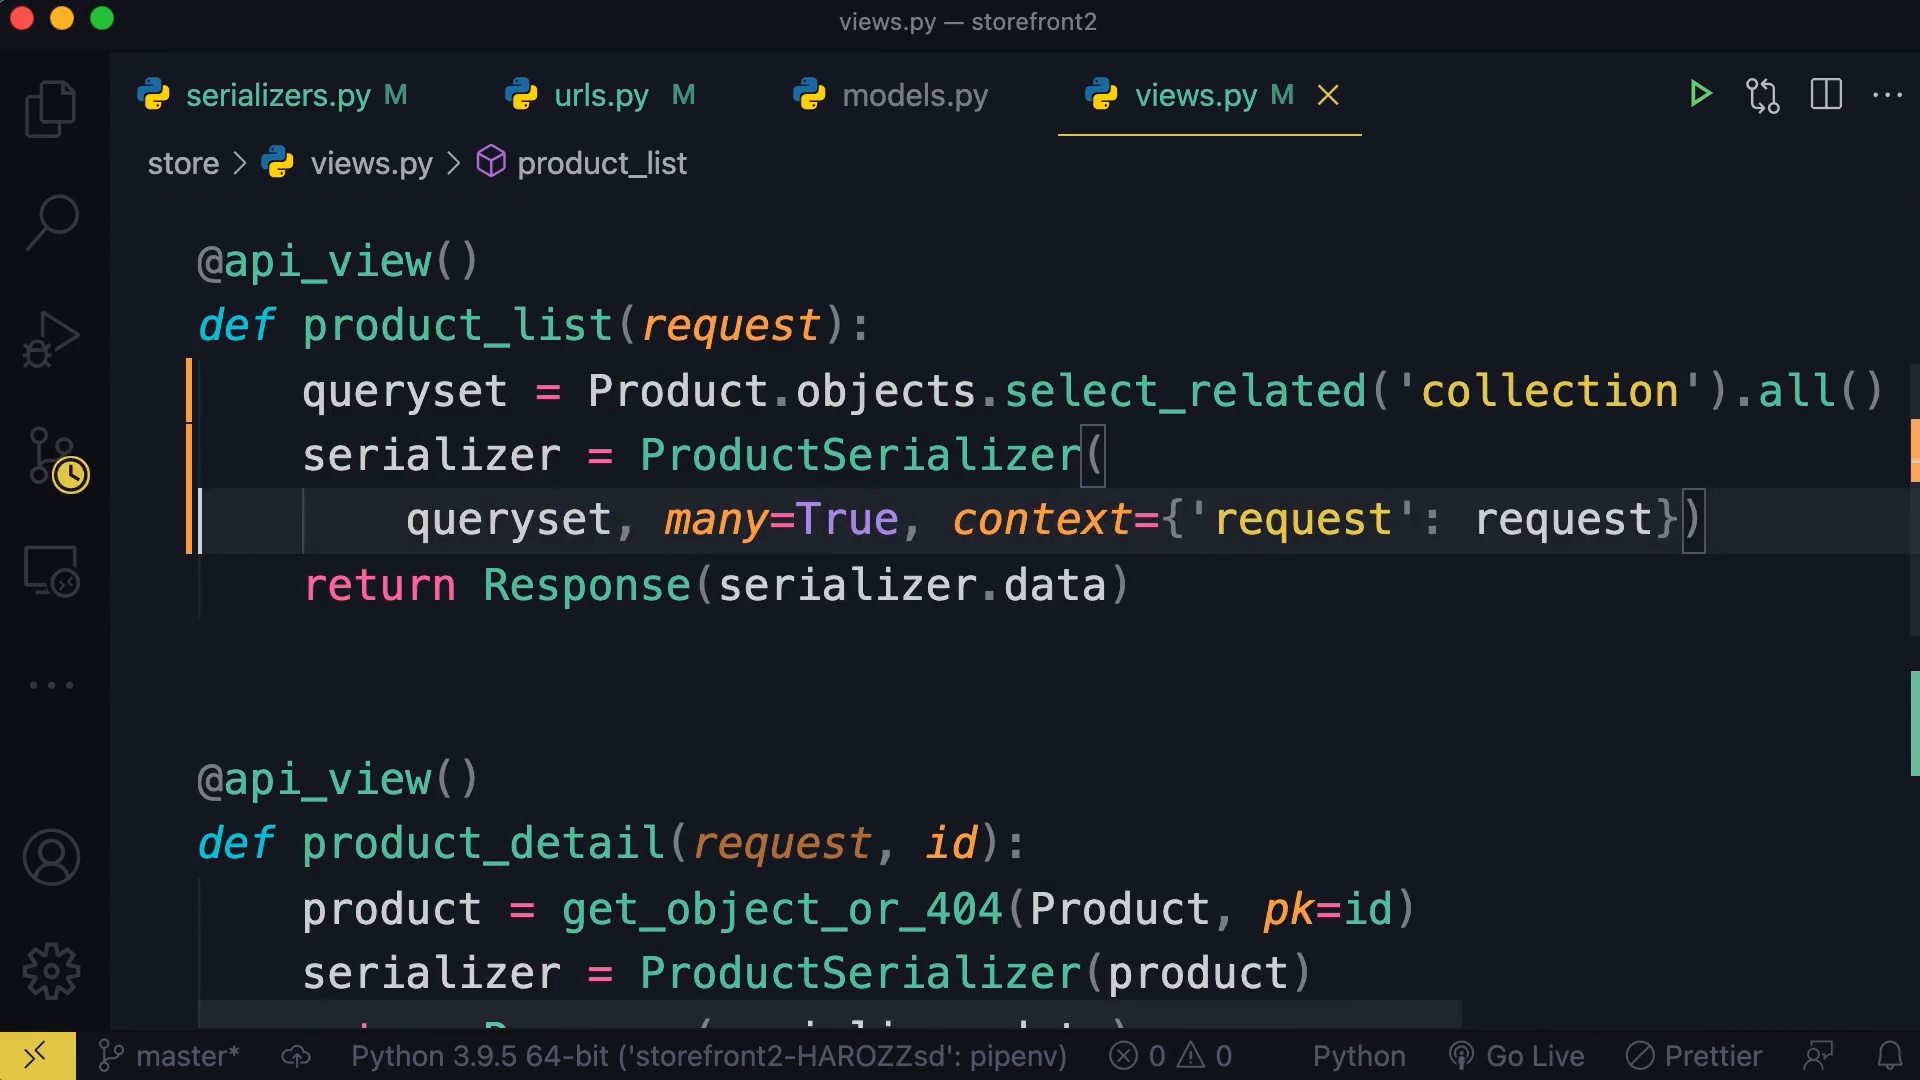 views.py — storefront2
serializers.py M
urls.py M
models.py
views.py M
store > views.py > product_list
@api_view()
def product_list(request):
    queryset = Product.objects.select_related('collection').all()
    serializer = ProductSerializer(
        queryset, many=True, context={'request': request})
    return Response(serializer.data)
@api_view()
def product_detail(request, id):
    product = get_object_or_404(Product, pk=id)
    serializer = ProductSerializer(product)
master* Python 3.9.5 64-bit ('storefront2-HAROZZsd': pipenv) 0 0 Python Go Live Prettier